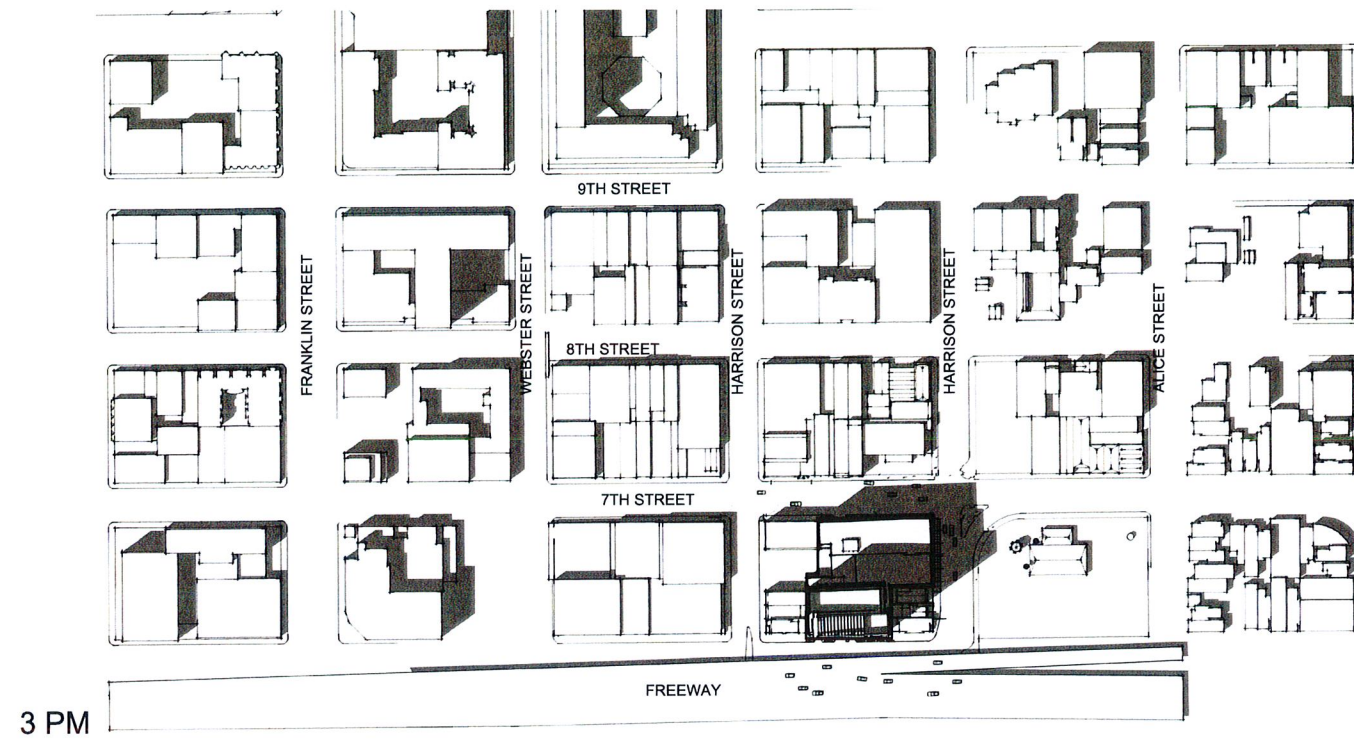 9TH STREET
FRANKLIN STREET
WEBSTER STREET
HARRISON STREET
HARRISON STREET
ALICE STREET
8TH STREET
7TH STREET
FREEWAY
3 PM